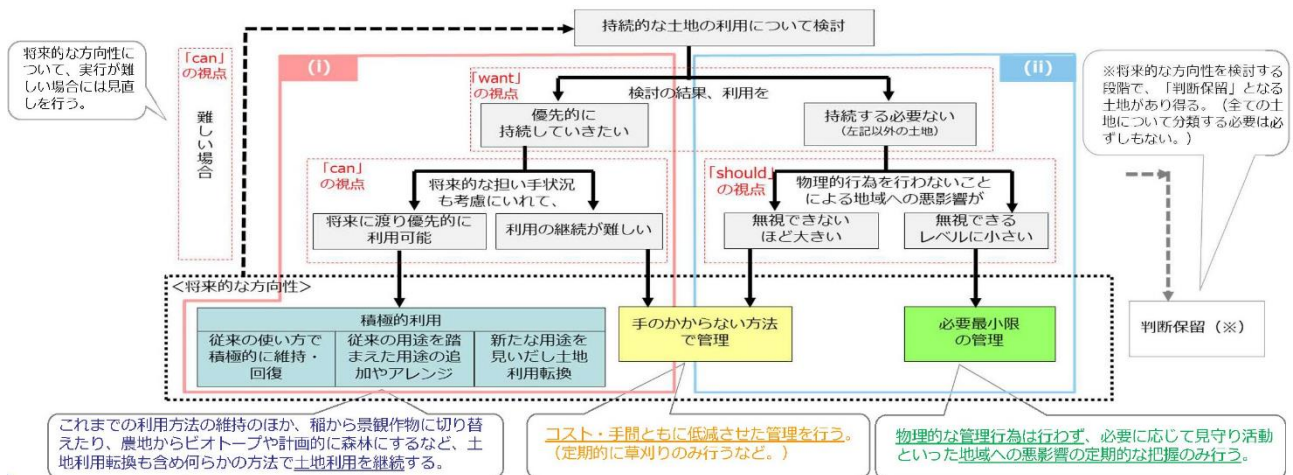 持続的な土地の利用について検討
将来的な方向性に
ついて、実行が難
しい場合には見直
しを行う。
「can」
の視点
難しい場合
(i)
(ii)
「want」
の視点
検討の結果、利用を
優先的に
持続していきたい
持続する必要ない
(左記以外の土地)
※将来的な方向性を検討する
段階で、「判断保留」となる
土地があり得る。（全ての土
地について分類する必要は必
ずしもない。）
「can」
の視点
将来的な担い手状況
も考慮にいれて、
「should」
の視点
物理的行為を行わないこと
による地域への悪影響が
将来に渡り優先的に
利用可能
利用の継続が難しい
無視できない
ほど大きい
無視できる
レベルに小さい
＜将来的な方向性＞
積極的利用
従来の使い方で
積極的に維持・
回復
従来の用途を踏
まえた用途の追
加やアレンジ
新たな用途を
見いだし土地
利用転換
手のかからない方法
で管理
必要最小限
の管理
判断保留（※）
これまでの利用方法の維持のほか、稲から景観作物に切り替
えたり、農地からビオトープや計画的に森林にするなど、土
地利用転換も含め何らかの方法で土地利用を継続する。
コスト・手間ともに低減させた管理を行う。
（定期的に草刈りのみ行うなど。）
物理的な管理行為は行わず、必要に応じて見守り活動
といった地域への悪影響の定期的な把握のみ行う。